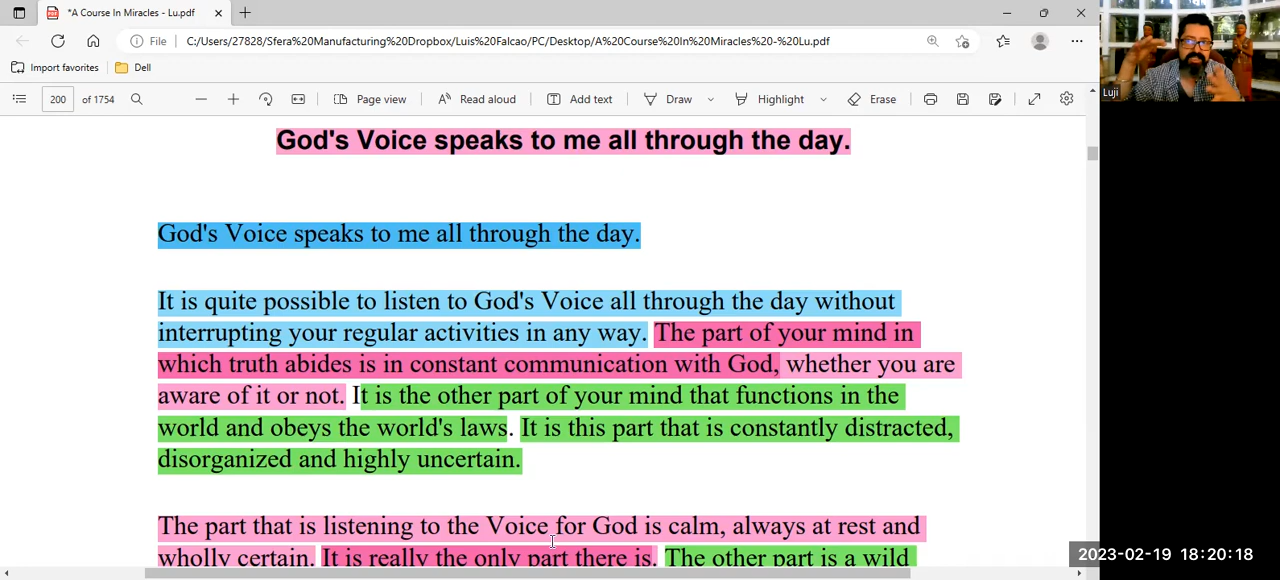 *A Course In Miracles - Lu.pdf
File C:/Users/27828/Sfera%20Manufacturing%20Dropbox/Luis%20Falcao/PC/Desktop/A%20Course%20In%20Miracles%20-%20Lu.pdf
Import favorites Dell
200 of 1754 Page view Read aloud Add text Draw Highlight Erase
Luji
God's Voice speaks to me all through the day.
God's Voice speaks to me all through the day.
It is quite possible to listen to God's Voice all through the day without
interrupting your regular activities in any way. The part of your mind in
which truth abides is in constant communication with God, whether you are
aware of it or not. It is the other part of your mind that functions in the
world and obeys the world's laws. It is this part that is constantly distracted,
disorganized and highly uncertain.
The part that is listening to the Voice for God is calm, always at rest and
wholly certain. It is really the only part there is. The other part is a wild
2023-02-19 18:20:18